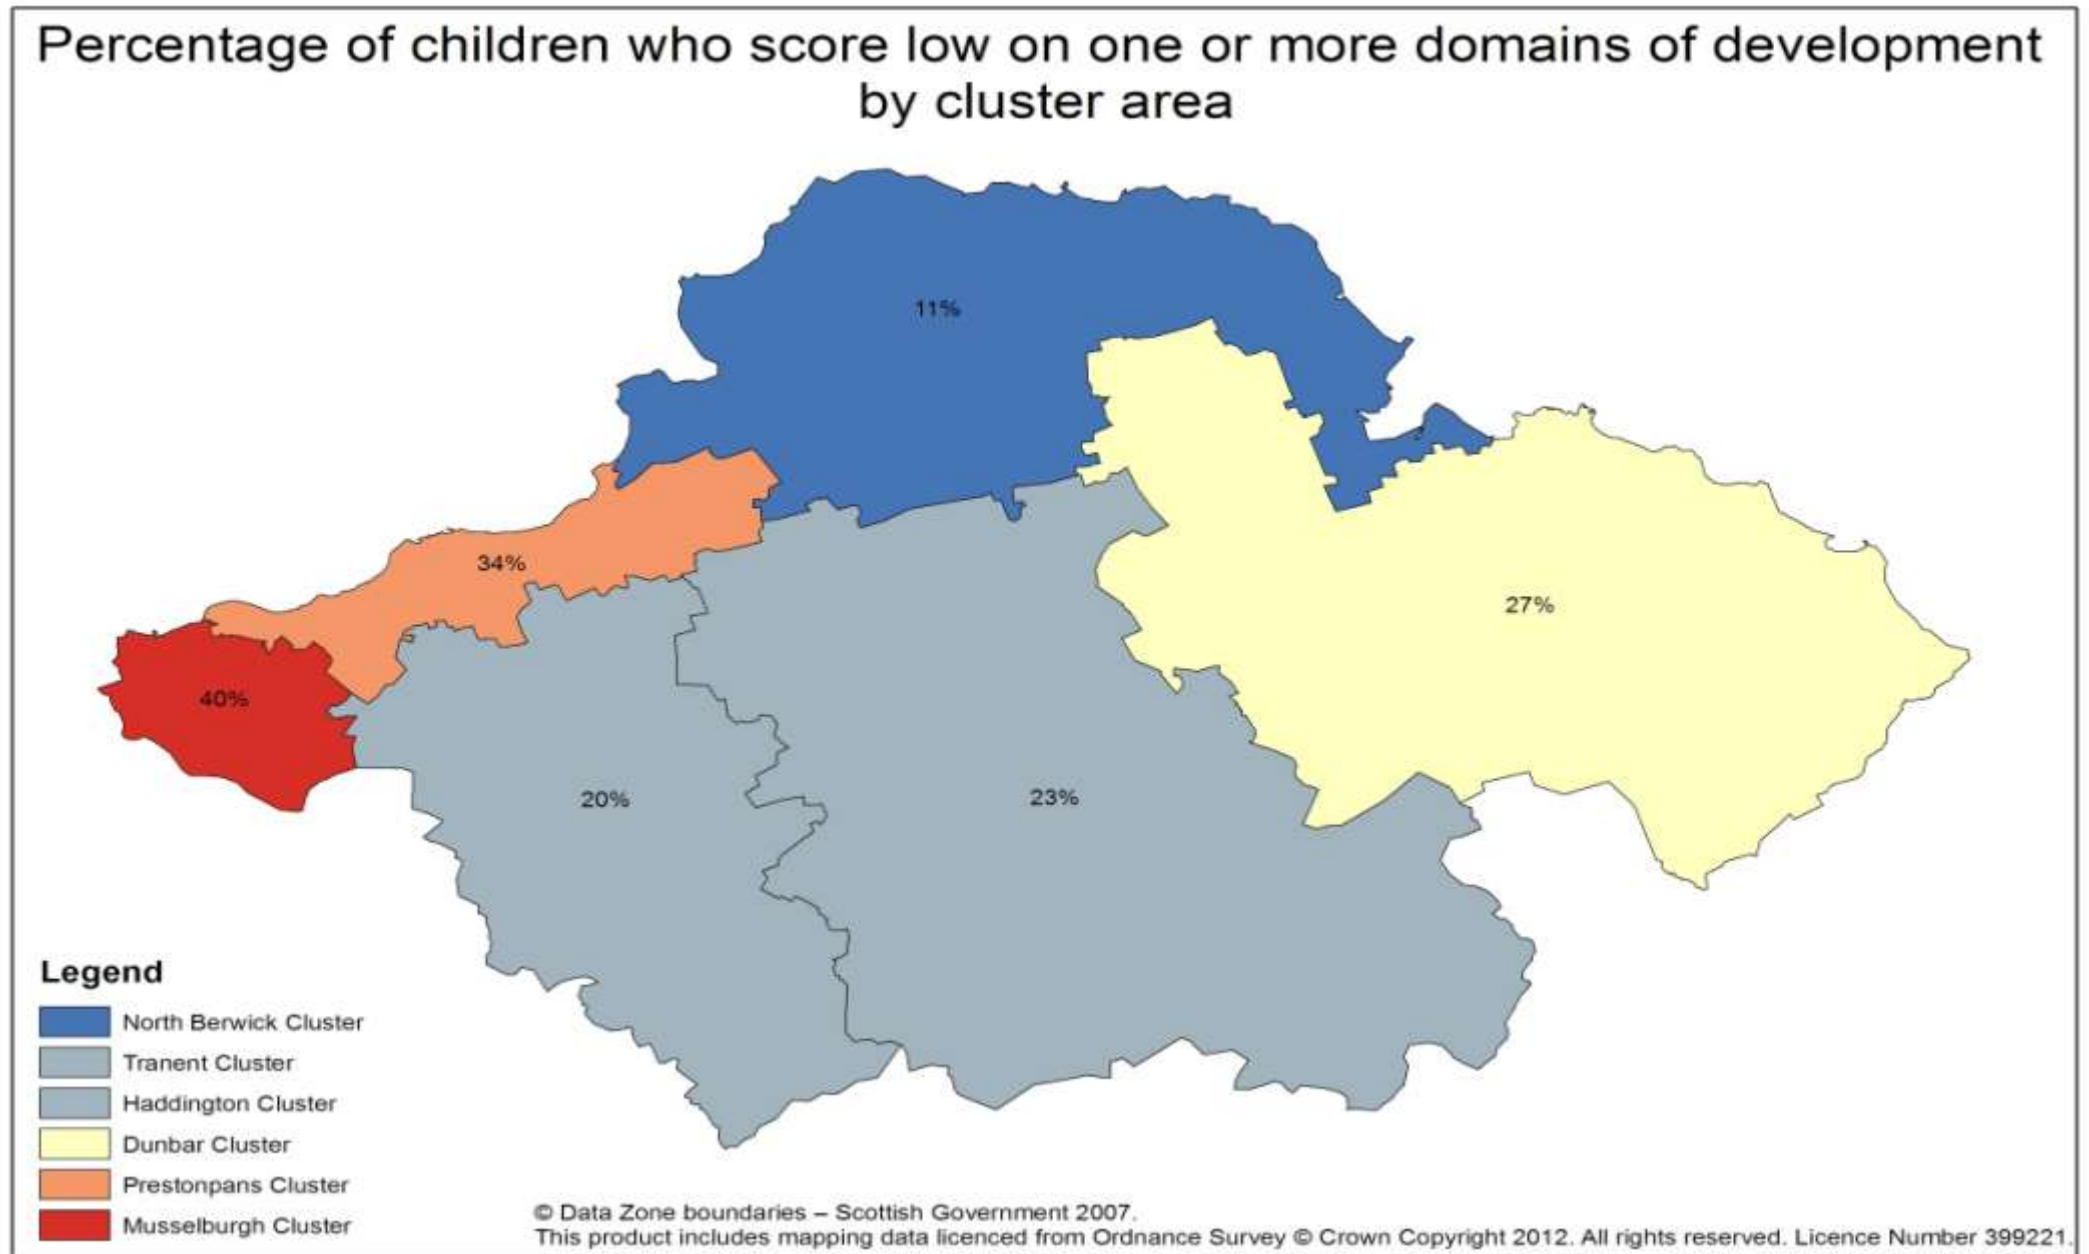 Percentage of children who score low on one or more domains of development
by cluster area
11%
34%
27%
40%
20%
23%
Legend
North Berwick Cluster
Tranent Cluster
Haddington Cluster
Dunbar Cluster
Prestonpans Cluster
Musselburgh Cluster
© Data Zone boundaries – Scottish Government 2007.
This product includes mapping data licenced from Ordnance Survey © Crown Copyright 2012. All rights reserved. Licence Number 399221.